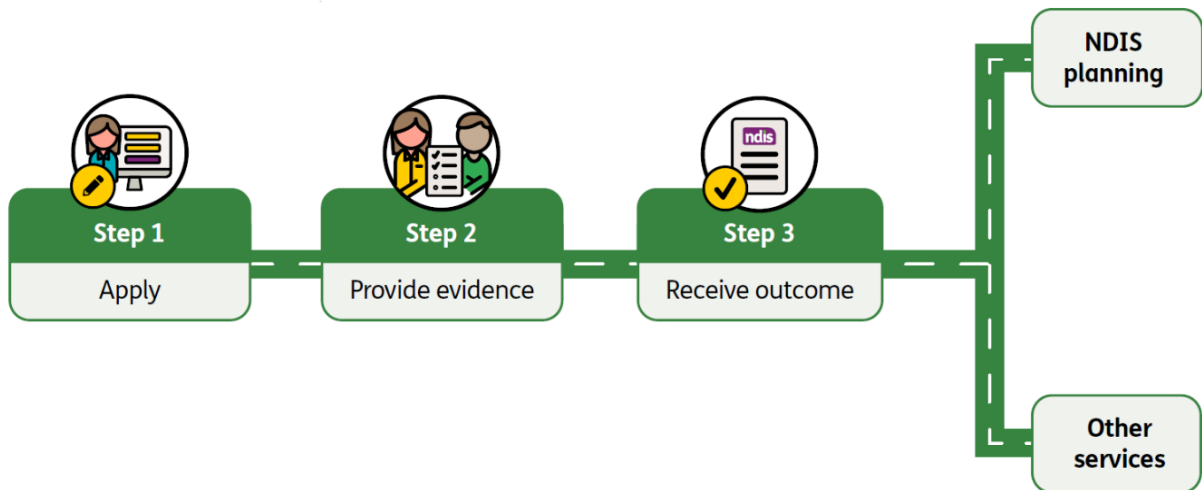 NDIS
planning
ndis
Step 1
Step 2
Step 3
Apply
Provide evidence
Receive outcome
Other
services